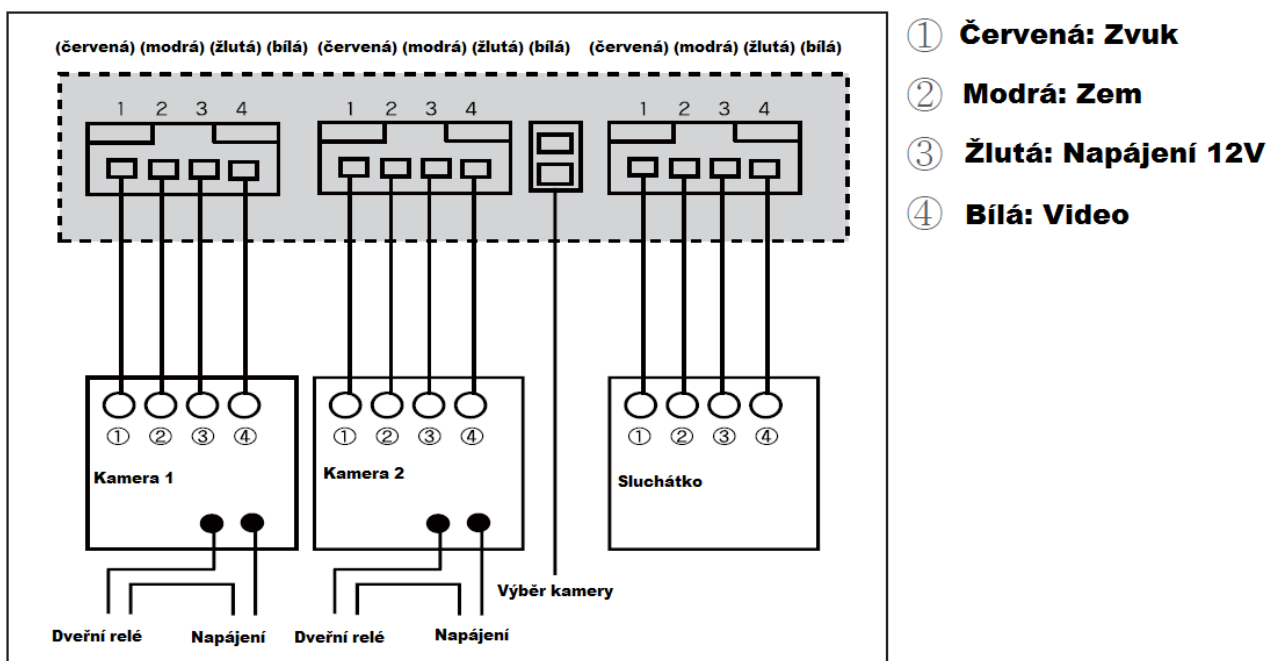 (červená) (modrá) (žlutá) (bílá) (červená) (modrá) (žlutá) (bílá) (červená) (modrá) (žlutá) (bílá)
1 2 3 4 1 2 3 4 1 2 3 4
① ② ③ ④ ① ② ③ ④ ① ② ③ ④
Kamera 1 Kamera 2 Sluchátko
Výběr kamery
Dveřní relé Napájení Dveřní relé Napájení
① Červená: Zvuk
② Modrá: Zem
③ Žlutá: Napájení 12V
④ Bílá: Video